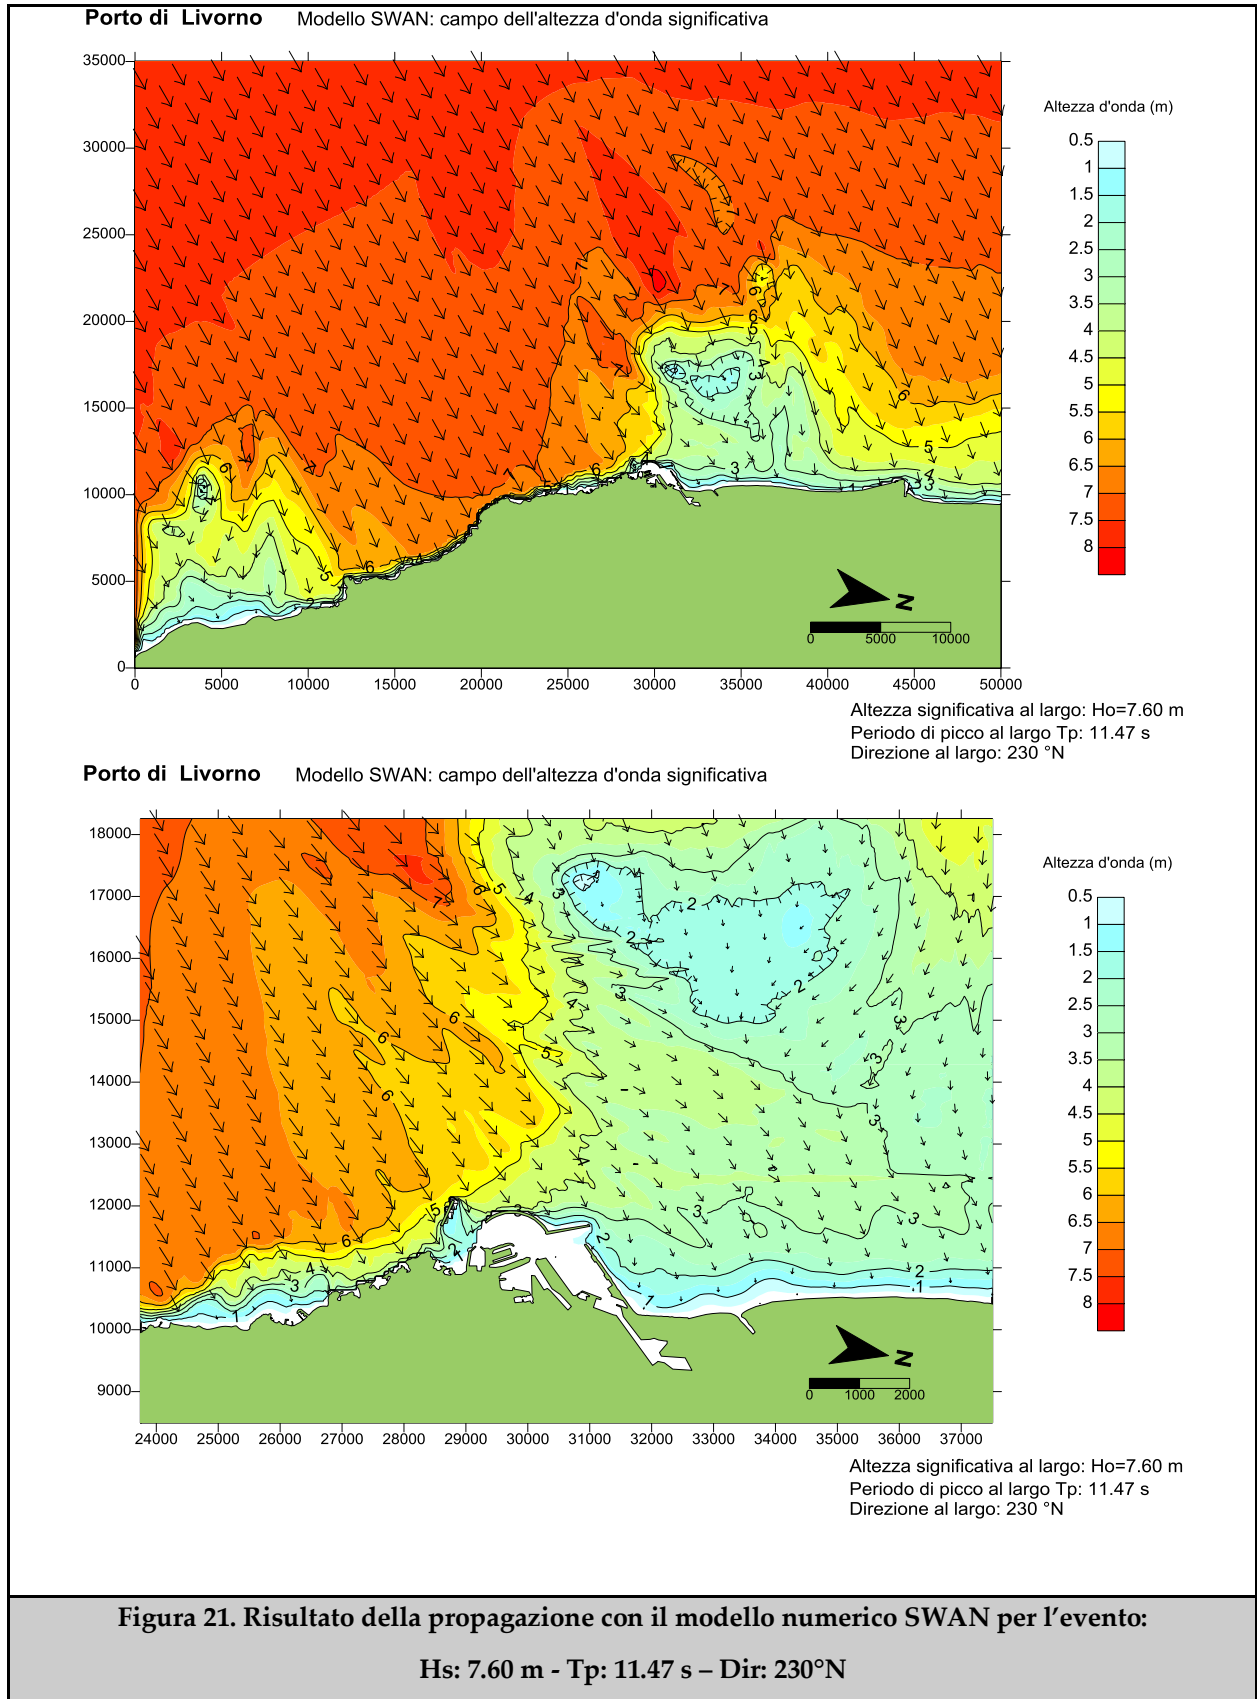 Porto di Livorno Modello SWAN: campo dell'altezza d'onda significativa
35000
30000
25000
20000
15000
10000
5000
0
0 5000 10000 15000 20000 25000 30000 35000 40000 45000 50000
Altezza d'onda (m)
0.5
1
1.5
2
2.5
3
3.5
4
4.5
5
5.5
6
6.5
7
7.5
8
N
0 5000 10000
Altezza significativa al largo: Ho=7.60 m
Periodo di picco al largo Tp: 11.47 s
Direzione al largo: 230 °N
Porto di Livorno Modello SWAN: campo dell'altezza d'onda significativa
18000
17000
16000
15000
14000
13000
12000
11000
10000
9000
24000 25000 26000 27000 28000 29000 30000 31000 32000 33000 34000 35000 36000 37000
Altezza d'onda (m)
0.5
1
1.5
2
2.5
3
3.5
4
4.5
5
5.5
6
6.5
7
7.5
8
N
0 1000 2000
Altezza significativa al largo: Ho=7.60 m
Periodo di picco al largo Tp: 11.47 s
Direzione al largo: 230 °N
Figura 21. Risultato della propagazione con il modello numerico SWAN per l'evento:
Hs: 7.60 m - Tp: 11.47 s – Dir: 230°N